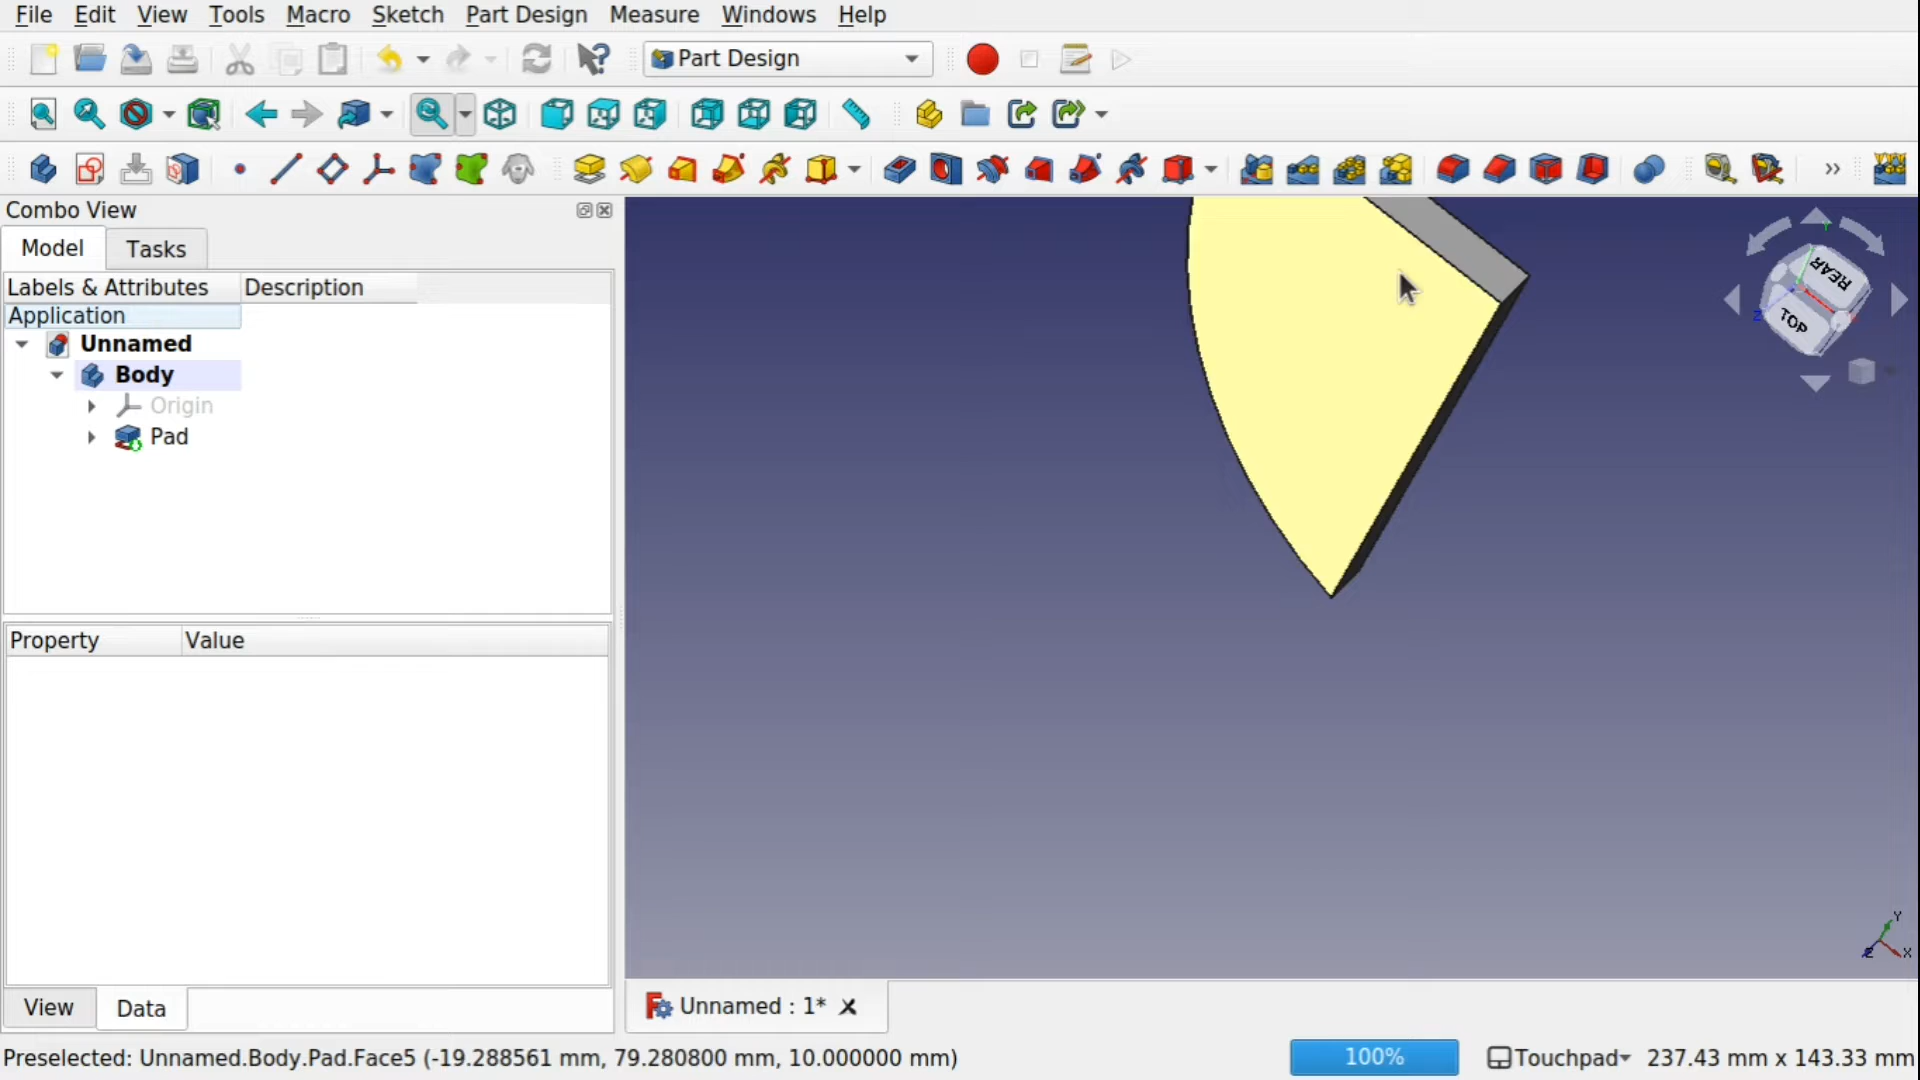 File Edit View Tools Macro Sketch Part Design Measure Windows Help
Part Design
Combo View
Model Tasks
Labels & Attributes Description
Application
Unnamed
Body
Origin
Pad
REAR
TOP
Y
Z
Property Value
Y
Z X
View Data
Unnamed : 1*
Preselected: Unnamed.Body.Pad.Face5 (-19.288561 mm, 79.280800 mm, 10.000000 mm) 100% Touchpad 237.43 mm x 143.33 mm